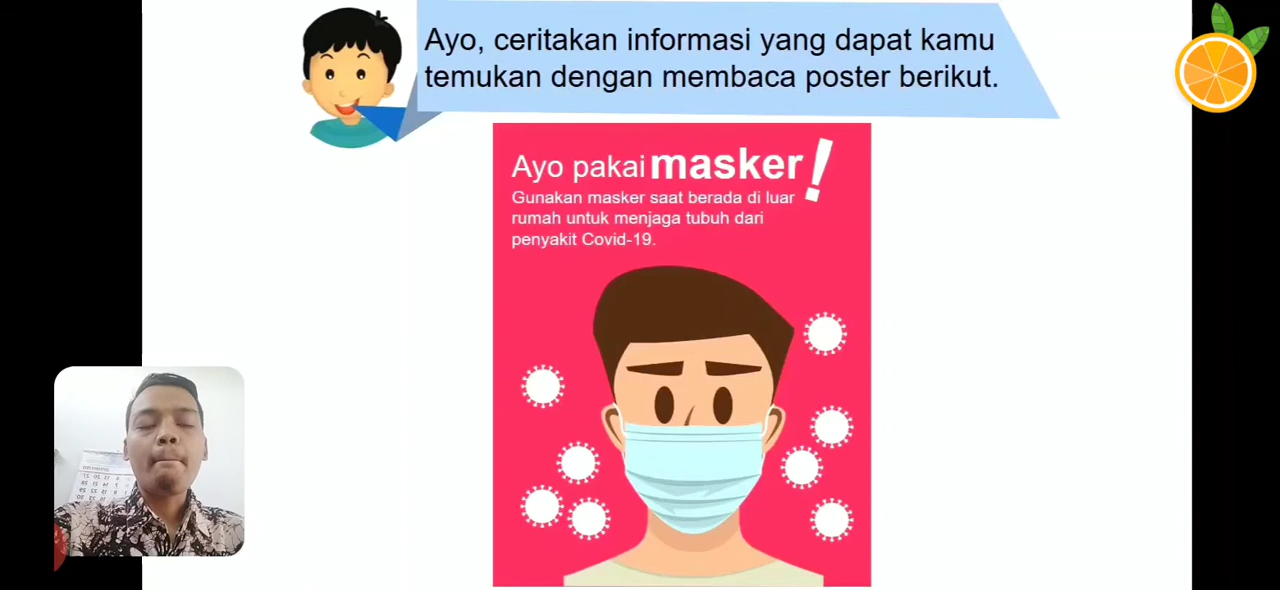 Ayo, ceritakan informasi yang dapat kamu
temukan dengan membaca poster berikut.
Ayo pakai masker!
Gunakan masker saat berada di luar
rumah untuk menjaga tubuh dari
penyakit Covid-19.